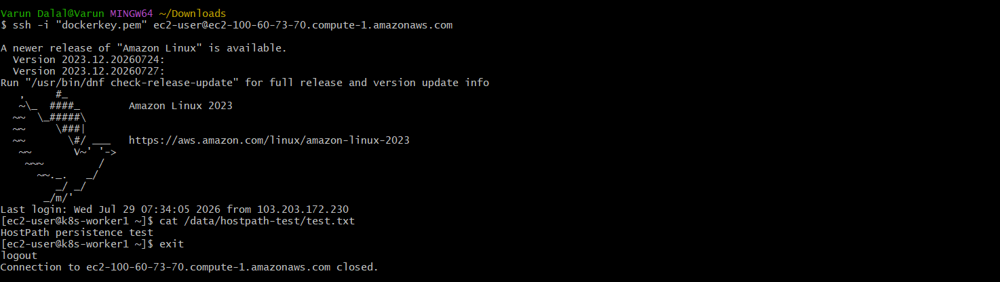 Varun Dalal@Varun MINGW64 ~/Downloads
$ ssh -i "dockerkey.pem" ec2-user@ec2-100-60-73-70.compute-1.amazonaws.com

A newer release of "Amazon Linux" is available.
  Version 2023.12.20260724:
  Version 2023.12.20260727:
Run "/usr/bin/dnf check-release-update" for full release and version update info
   ,     #_
   ~\_  ####_        Amazon Linux 2023
  ~~  \_#####\
  ~~     \###|
  ~~       \#/ ___   https://aws.amazon.com/linux/amazon-linux-2023
   ~~       V~' '->
    ~~~         /
      ~~._.   _/
         _/ _/
       _/m/'
Last login: Wed Jul 29 07:34:05 2026 from 103.203.172.230
[ec2-user@k8s-worker1 ~]$ cat /data/hostpath-test/test.txt
HostPath persistence test
[ec2-user@k8s-worker1 ~]$ exit
logout
Connection to ec2-100-60-73-70.compute-1.amazonaws.com closed.